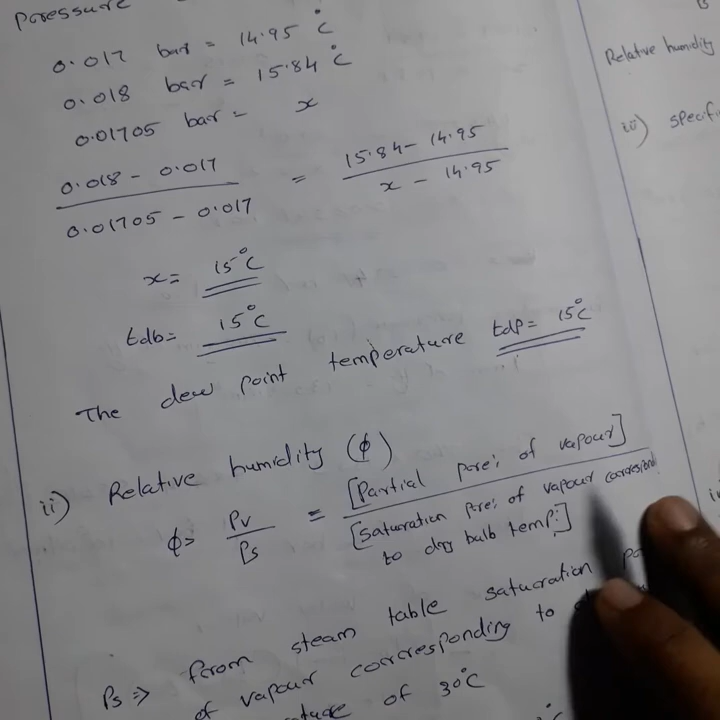 Poressure
0.017 bar = 14.95°C
0.018 bar = 15.84°C
0.01705 bar = x
0.018 - 0.017 / 0.01705 - 0.017 = 15.84 - 14.95 / x - 14.95
x = 15°C
tdb = 15°C
The dew point temperature tdp = 15°C
ii) Relative humidity (ϕ)
ϕ = Pv / Ps = [Partial pore: of vapour] / [saturation pre: of vapour corresponding
to dry bulb temp:]
Ps ⇒ from steam table saturation
of vapour corresponding to
of 30°C
Relative humidity
iii) specifi